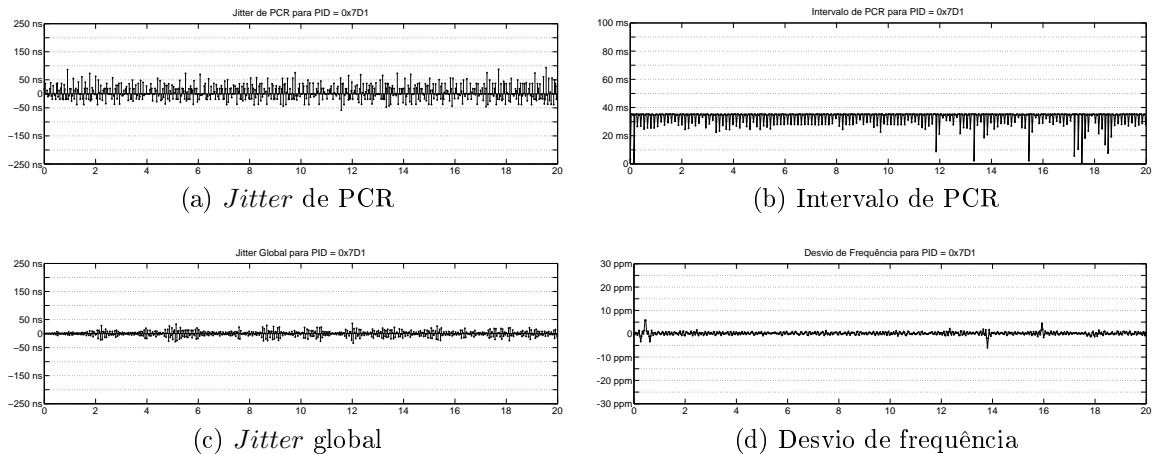 Jitter de PCR para PID = 0x7D1
250 ns
150 ns
50 ns
0
−50 ns
−150 ns
−250 ns
0 2 4 6 8 10 12 14 16 18 20
(a) Jitter de PCR
Intervalo de PCR para PID = 0x7D1
100 ms
80 ms
60 ms
40 ms
20 ms
0
0 2 4 6 8 10 12 14 16 18 20
(b) Intervalo de PCR
Jitter Global para PID = 0x7D1
250 ns
150 ns
50 ns
0
−50 ns
−150 ns
−250 ns
0 2 4 6 8 10 12 14 16 18 20
(c) Jitter global
Desvio de Frequência para PID = 0x7D1
30 ppm
20 ppm
10 ppm
0
-10 ppm
-20 ppm
-30 ppm
0 2 4 6 8 10 12 14 16 18 20
(d) Desvio de frequência